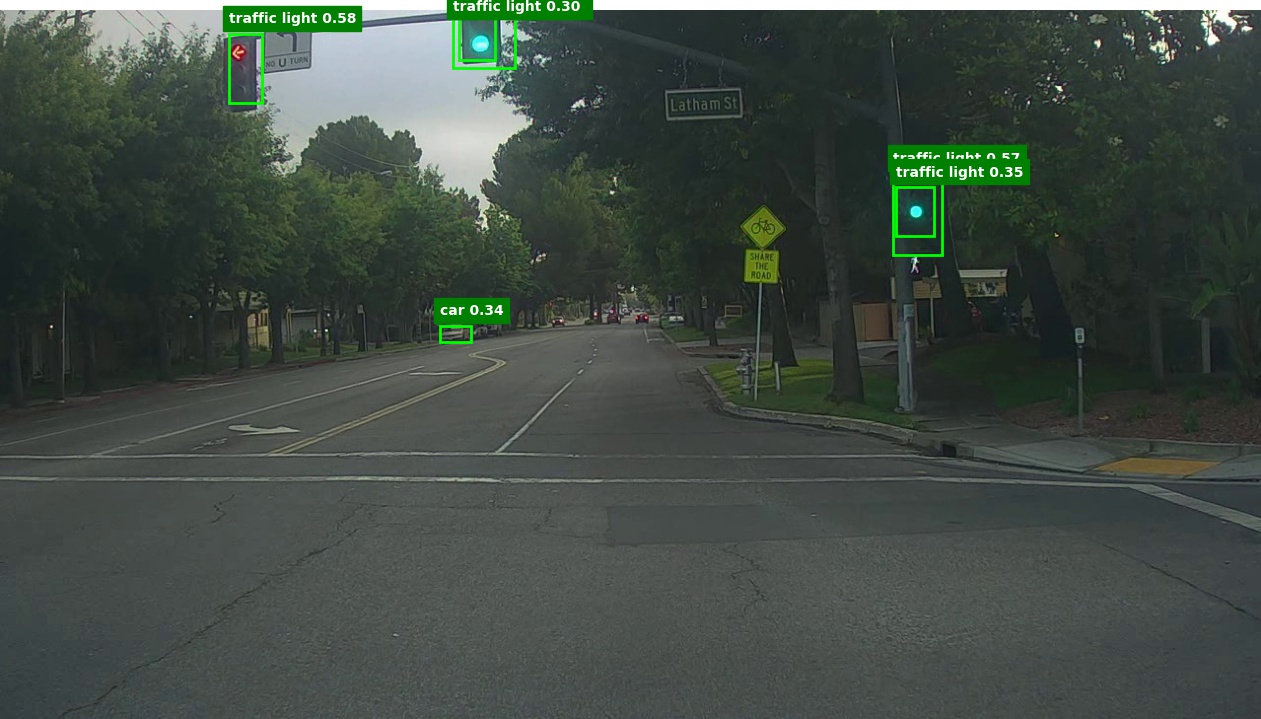 traffic light 0.58
traffic light 0.30
NO U TURN
Latham St
traffic light 0.57
traffic light 0.35
SHARE
THE
ROAD
car 0.34